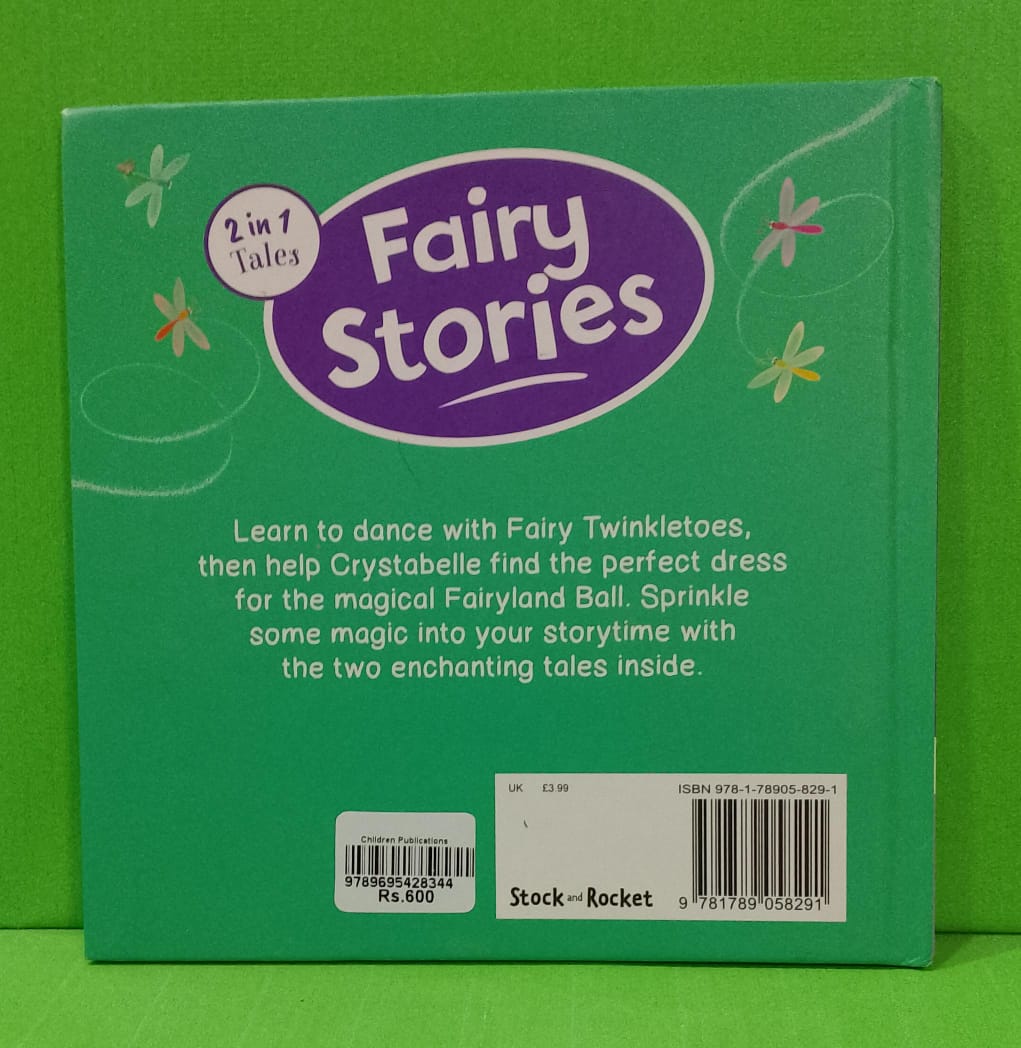 2 in 1
Tales
Fairy
Stories
Learn to dance with Fairy Twinkletoes,
then help Crystabelle find the perfect dress
for the magical Fairyland Ball. Sprinkle
some magic into your storytime with
the two enchanting tales inside.
Children Publications
9789695428344
Rs.600
UK £3.99
ISBN 978-1-78905-829-1
Stock and Rocket
9 781789 058291